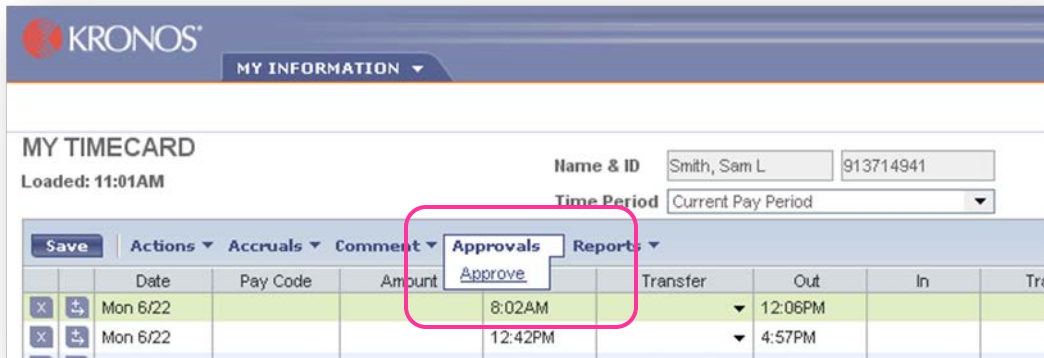 KRONOS®
MY INFORMATION
MY TIMECARD
Loaded: 11:01AM
Name & ID Smith, Sam L 913714941
Time Period Current Pay Period
Save Actions Accruals Comment Approvals Reports
Approve
Date Pay Code Amount Transfer Out In Tra
X Mon 6/22 8:02AM 12:06PM
X Mon 6/22 12:42PM 4:57PM